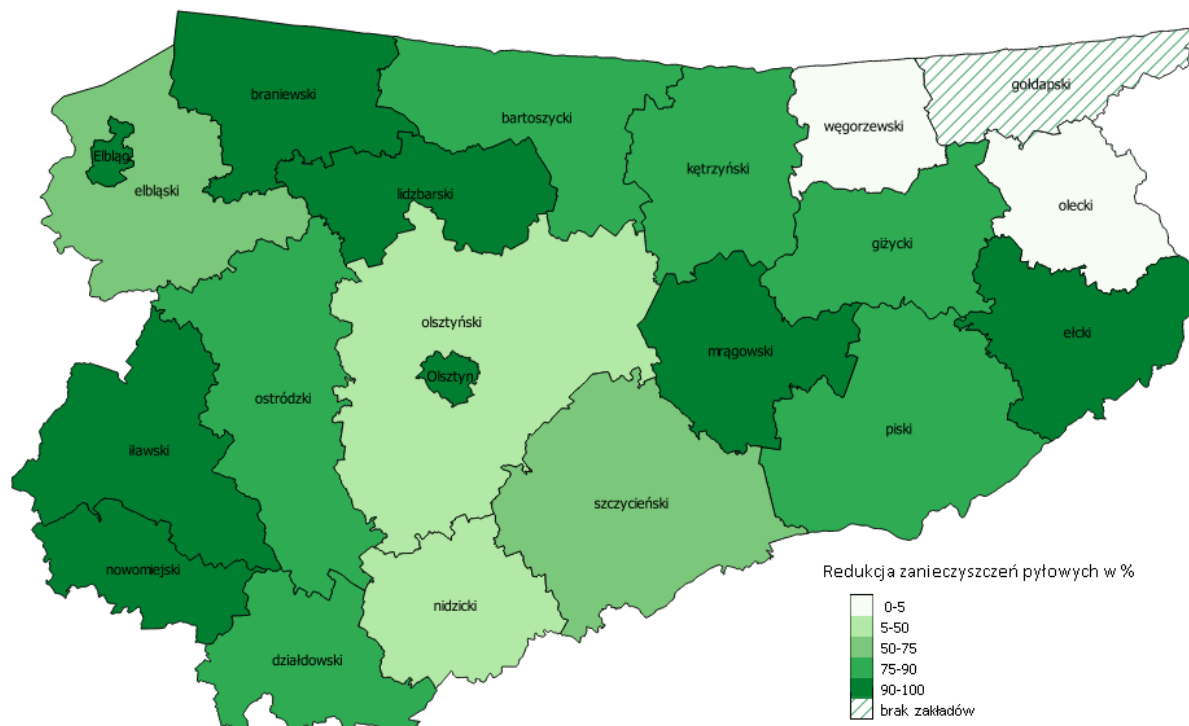 braniewski
bartoszycki
gołdapski
węgorzewski
Elbląg
elbląski
lidzbarski
kętrzyński
olecki
giżycki
olsztyński
ełcki
mrągowski
Olsztyn
ostródzki
piski
iławski
szczycieński
nowomiejski
nidzicki
działdowski
Redukcja zanieczyszczeń pyłowych w %
0-5
5-50
50-75
75-90
90-100
brak zakładów